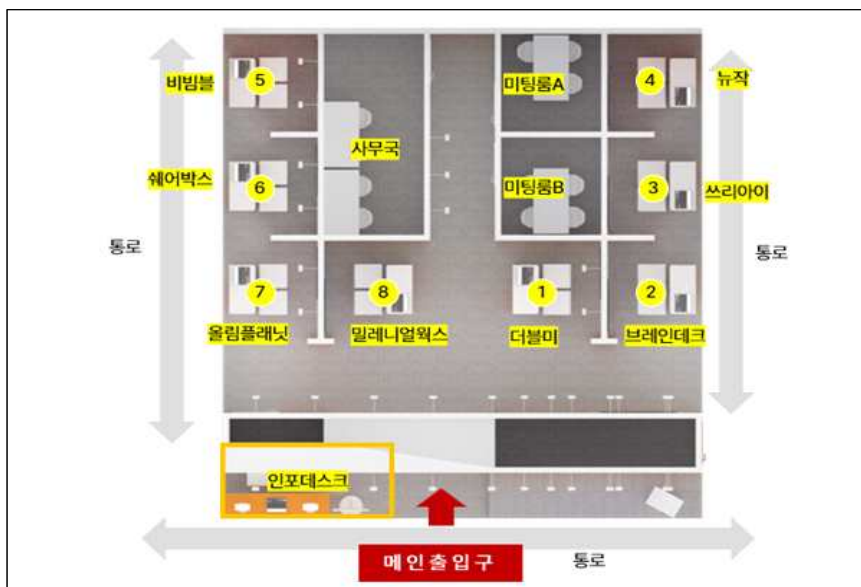 비빔블
5
사무국
미팅룸A
4
뉴작
쉐어박스
6
미팅룸B
3
쓰리아이
통로
통로
7
8
1
2
올림플래닛
밀레니얼웍스
더블미
브레인데크
인포데스크
메인출입구
통로